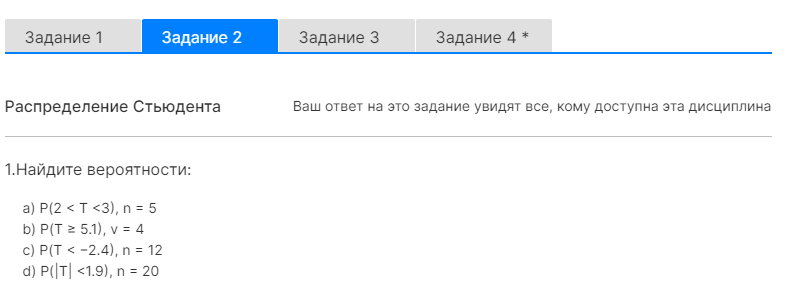 Задание 1 Задание 2 Задание 3 Задание 4 *
Распределение Стьюдента Ваш ответ на это задание увидят все, кому доступна эта дисциплина
1.Найдите вероятности:
a) P(2 < T <3), n = 5
b) P(T ≥ 5.1), v = 4
c) P(T < −2.4), n = 12
d) P(|T| <1.9), n = 20